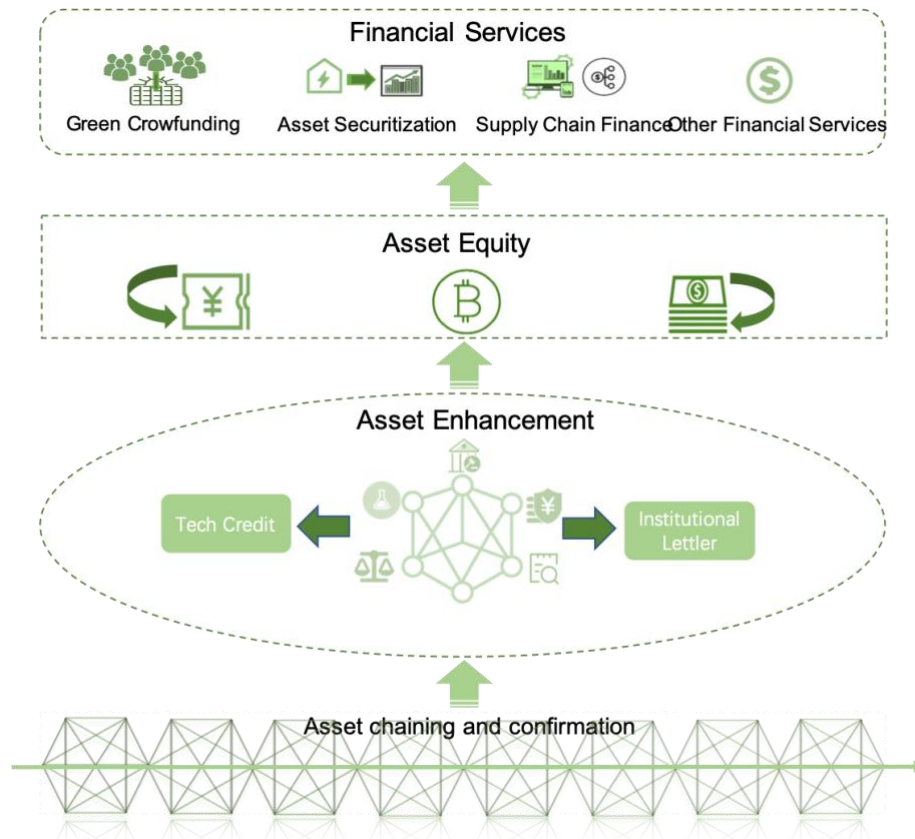 Financial Services
Green Crowfunding
Asset Securitization
Supply Chain Finance
Other Financial Services
Asset Equity
Asset Enhancement
Tech Credit
Institutional
Lettler
Asset chaining and confirmation